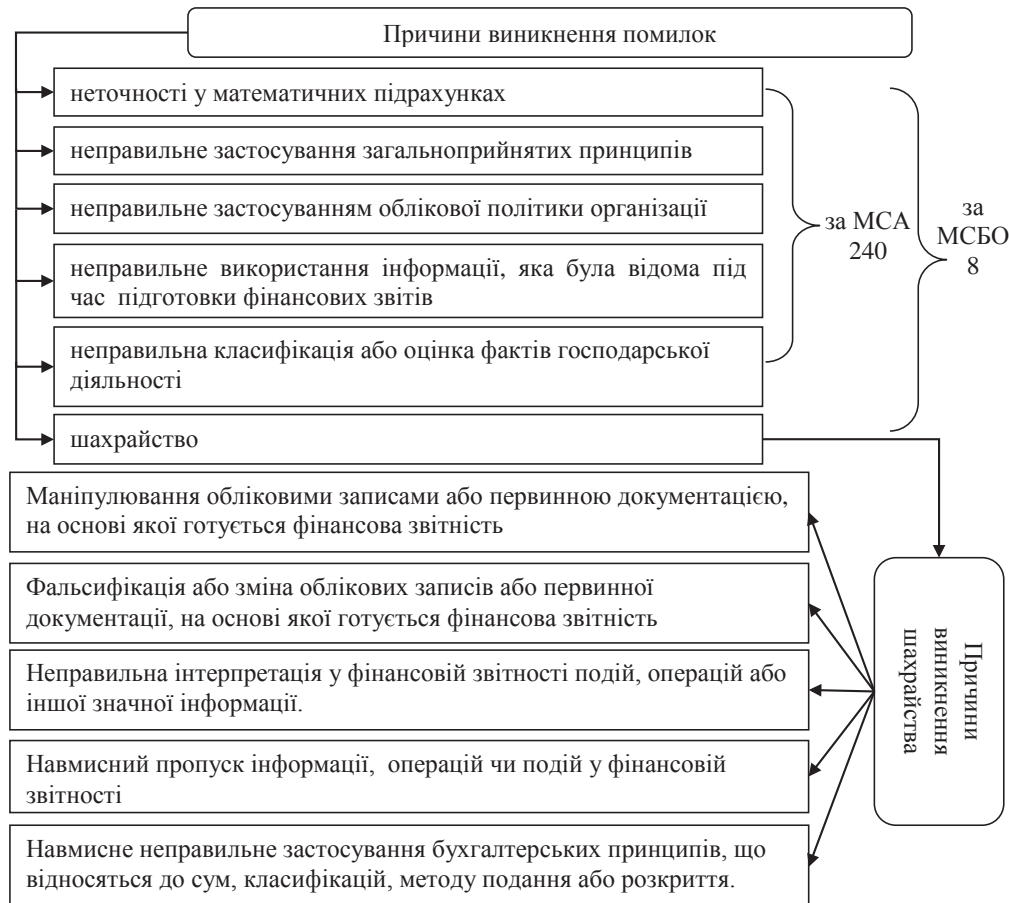 Причини виникнення помилок
неточності у математичних підрахунках
неправильне застосування загальноприйнятих принципів
неправильне застосуванням облікової політики організації
неправильне використання інформації, яка була відома під
час підготовки фінансових звітів
неправильна класифікація або оцінка фактів господарської
діяльності
шахрайство
за МСА
240
за
МСБО
8
Маніпулювання обліковими записами або первинною документацією,
на основі якої готується фінансова звітність
Фальсифікація або зміна облікових записів або первинної
документації, на основі якої готується фінансова звітність
Неправильна інтерпретація у фінансовій звітності подій, операцій або
іншої значної інформації.
Навмисний пропуск інформації, операцій чи подій у фінансовій
звітності
Навмисне неправильне застосування бухгалтерських принципів, що
відносяться до сум, класифікацій, методу подання або розкриття.
Причини
виникнення
шахрайства